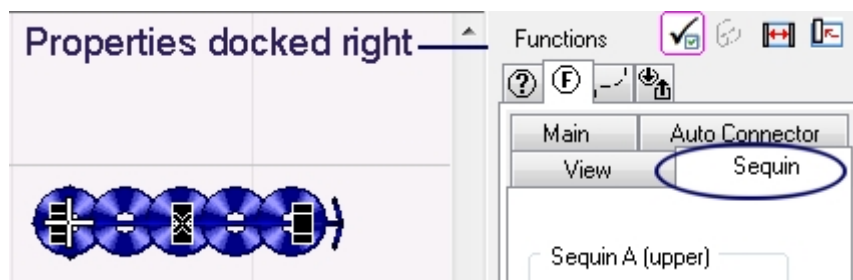 Properties docked right
Functions
? F
Main Auto Connector
View Sequin
Sequin A (upper)